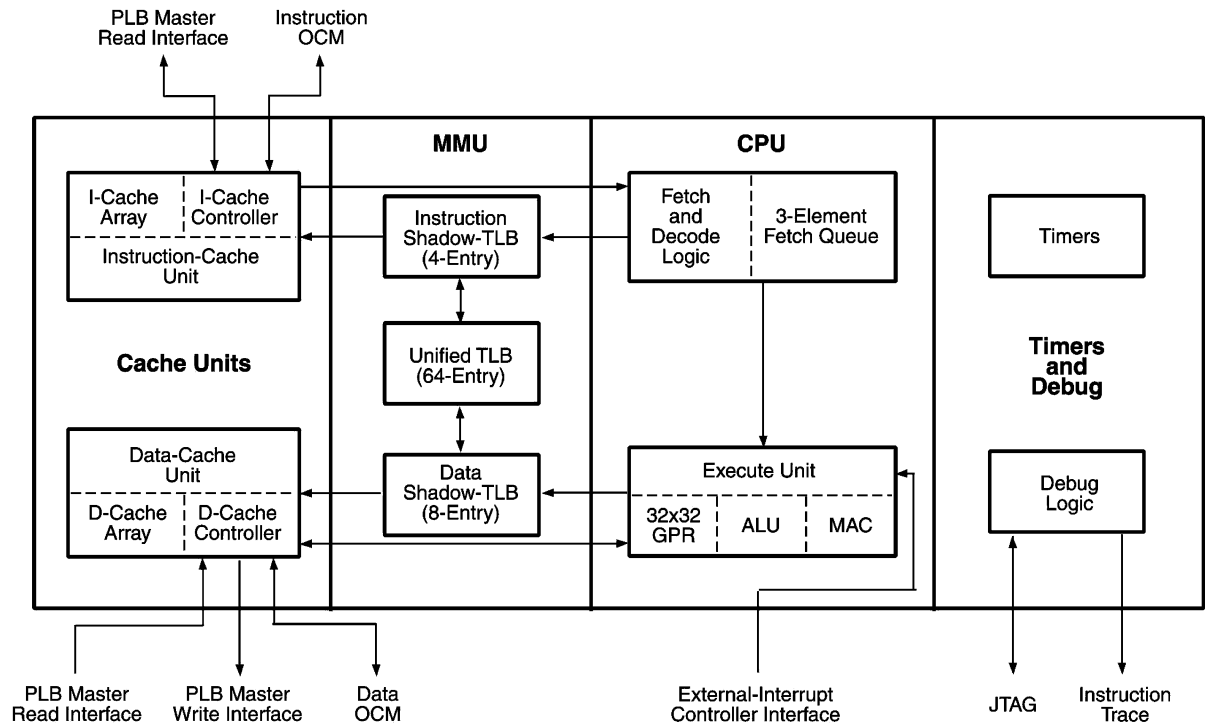 PLB Master
Read Interface
Instruction
OCM
MMU
CPU
I-Cache
Array
I-Cache
Controller
Instruction-Cache
Unit
Instruction
Shadow-TLB
(4-Entry)
Fetch
and
Decode
Logic
3-Element
Fetch Queue
Timers
Cache Units
Unified TLB
(64-Entry)
Timers
and
Debug
Data-Cache
Unit
D-Cache
Array
D-Cache
Controller
Data
Shadow-TLB
(8-Entry)
Execute Unit
32x32
GPR
ALU
MAC
Debug
Logic
PLB Master
Read Interface
PLB Master
Write Interface
Data
OCM
External-Interrupt
Controller Interface
JTAG
Instruction
Trace